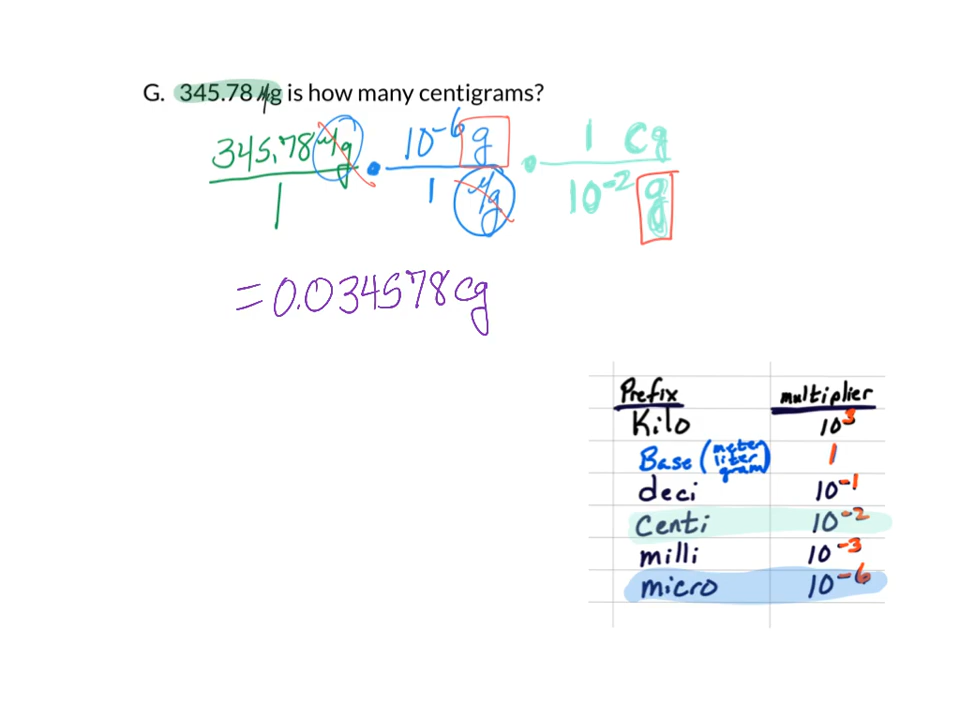 G. 345.78 μg is how many centigrams?
345.78 μg • 10⁻⁶ g • 1 cg
1 1 μg 10⁻² g
= 0.034578 cg
Prefix multiplier
Kilo 10³
Base (meter liter gram) 1
deci 10⁻¹
Centi 10⁻²
milli 10⁻³
micro 10⁻⁶